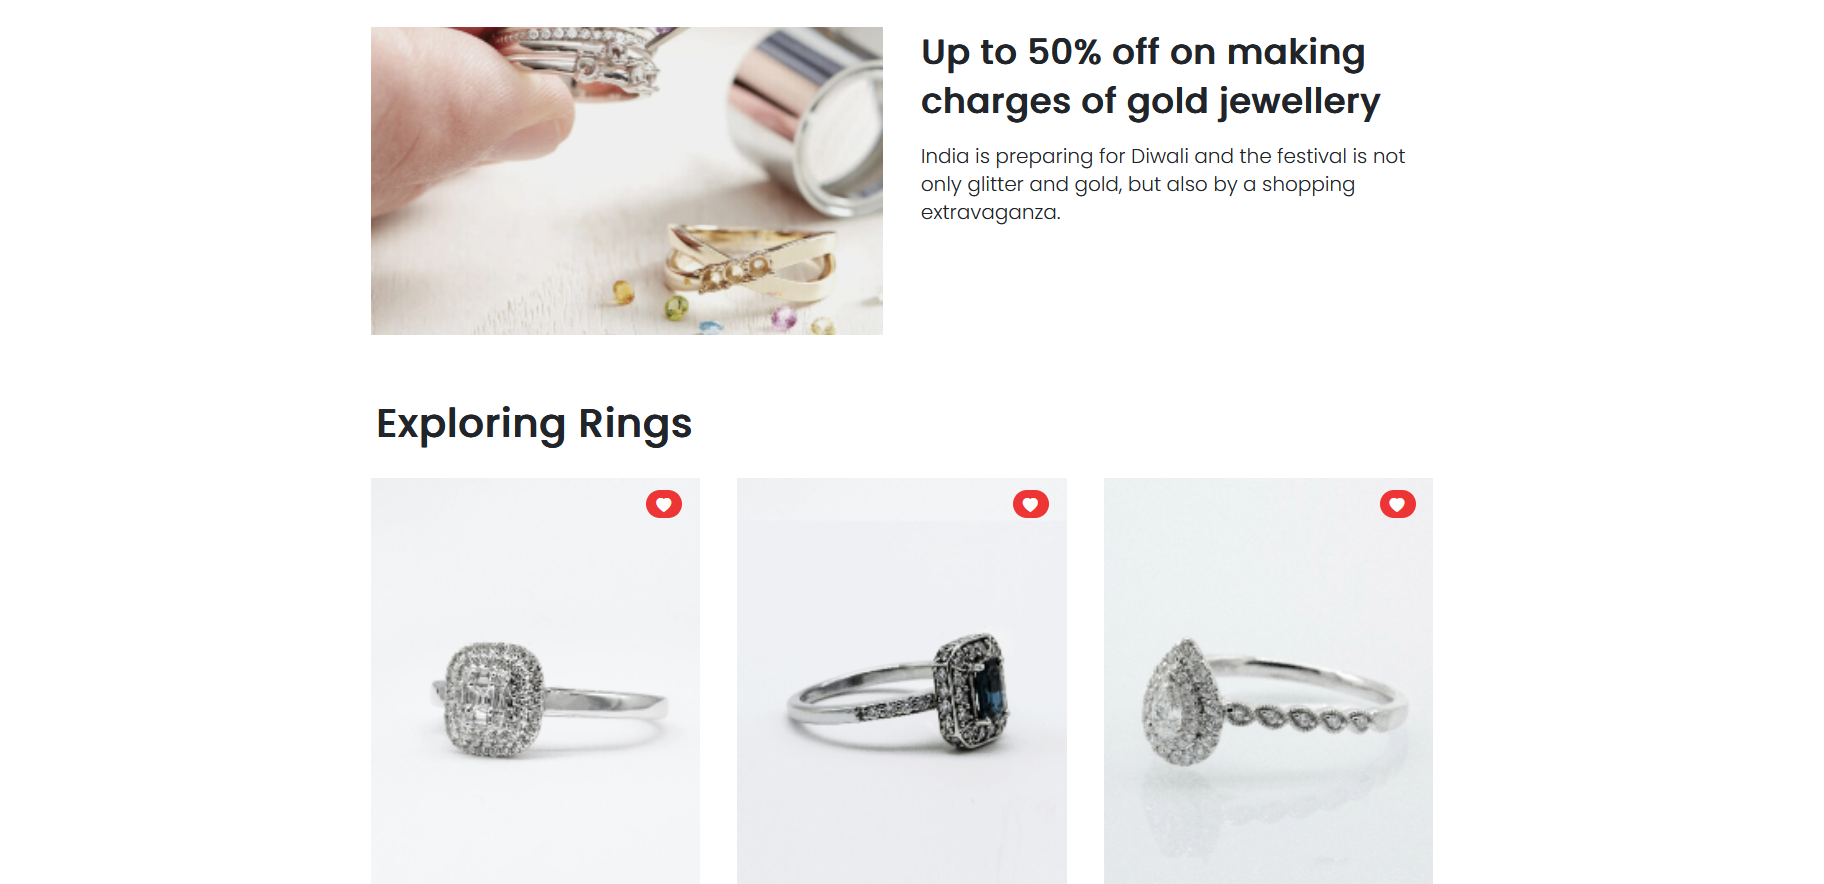 Up to 50% off on making
charges of gold jewellery
India is preparing for Diwali and the festival is not
only glitter and gold, but also by a shopping
extravaganza.
Exploring Rings